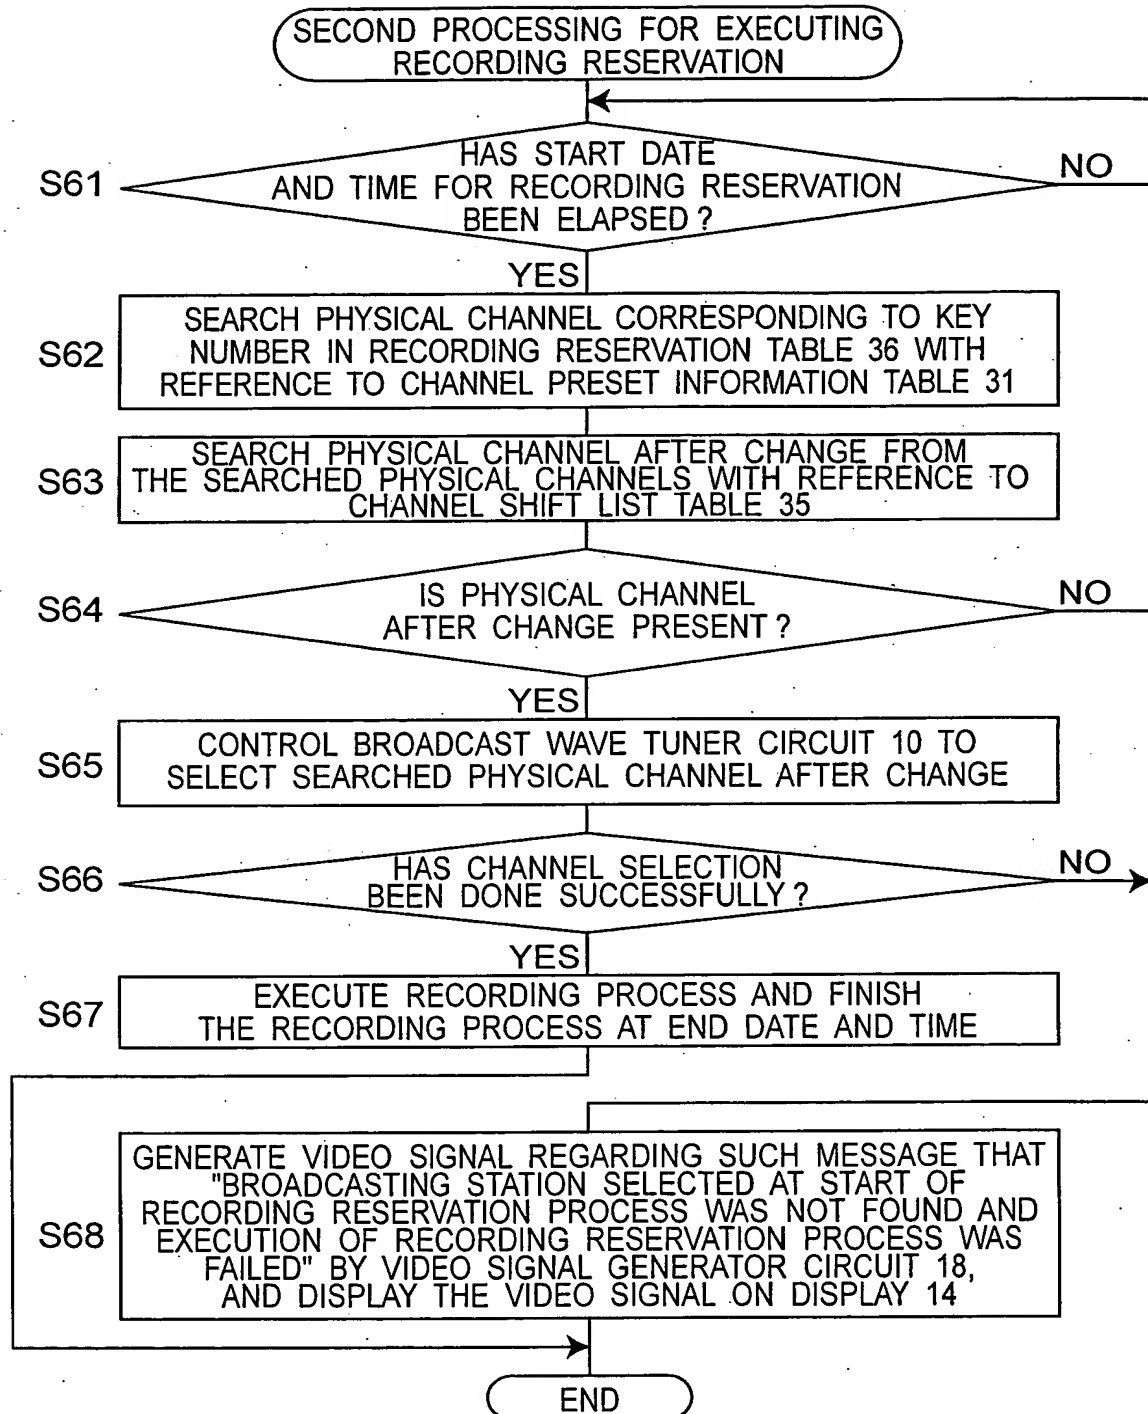 SECOND PROCESSING FOR EXECUTING
RECORDING RESERVATION
HAS START DATE
AND TIME FOR RECORDING RESERVATION
BEEN ELAPSED ?
S61
NO
YES
SEARCH PHYSICAL CHANNEL CORRESPONDING TO KEY
NUMBER IN RECORDING RESERVATION TABLE 36 WITH
REFERENCE TO CHANNEL PRESET INFORMATION TABLE 31
S62
SEARCH PHYSICAL CHANNEL AFTER CHANGE FROM
THE SEARCHED PHYSICAL CHANNELS WITH REFERENCE TO
CHANNEL SHIFT LIST TABLE 35
S63
IS PHYSICAL CHANNEL
AFTER CHANGE PRESENT ?
S64
NO
YES
CONTROL BROADCAST WAVE TUNER CIRCUIT 10 TO
SELECT SEARCHED PHYSICAL CHANNEL AFTER CHANGE
S65
HAS CHANNEL SELECTION
BEEN DONE SUCCESSFULLY ?
S66
NO
YES
EXECUTE RECORDING PROCESS AND FINISH
THE RECORDING PROCESS AT END DATE AND TIME
S67
GENERATE VIDEO SIGNAL REGARDING SUCH MESSAGE THAT
"BROADCASTING STATION SELECTED AT START OF
RECORDING RESERVATION PROCESS WAS NOT FOUND AND
EXECUTION OF RECORDING RESERVATION PROCESS WAS
FAILED" BY VIDEO SIGNAL GENERATOR CIRCUIT 18,
AND DISPLAY THE VIDEO SIGNAL ON DISPLAY 14
S68
END